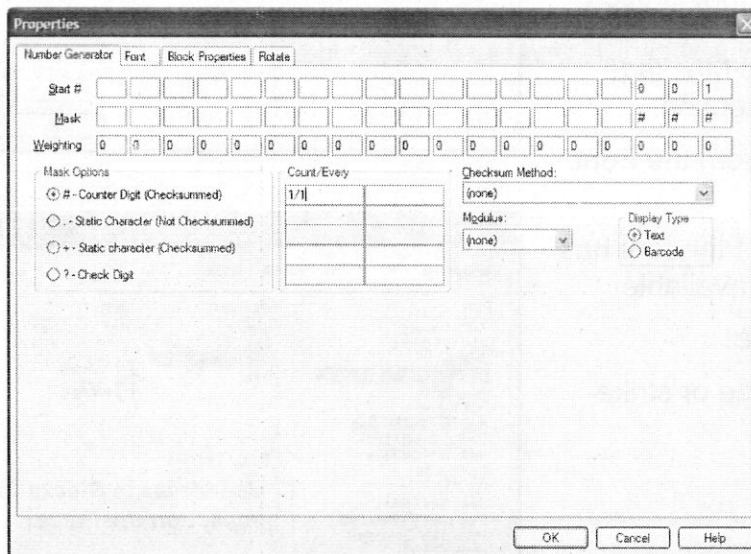 Properties
Number Generator Font Block Properties Rotate
Start # 0 0 1
Mask # # #
Weighting 0 0 0 0 0 0 0 0 0 0 0 0 0 0 0 0 0 0 0
Mask Options Count/Every Checksum Method:
# - Counter Digit (Checksummed) 1/1 (none)
. - Static Character (Not Checksummed) Modulus: Display Type
+ - Static character (Checksummed) (none) Text
? - Check Digit Barcode
OK Cancel Help